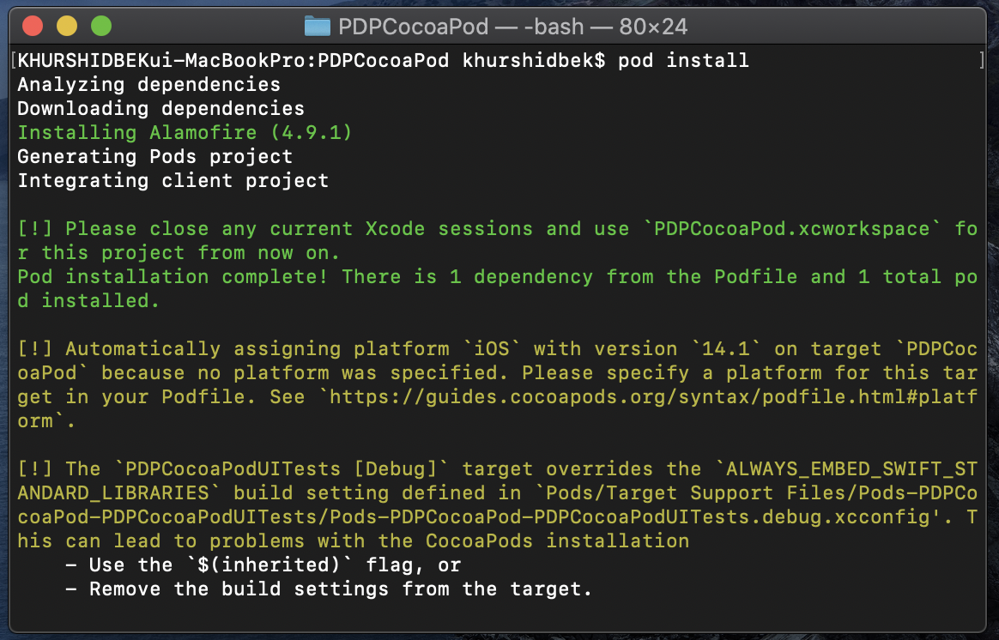 PDPCocoaPod — -bash — 80×24
[KHURSHIDBEKui-MacBookPro:PDPCocoaPod khurshidbek$ pod install ]
Analyzing dependencies
Downloading dependencies
Installing Alamofire (4.9.1)
Generating Pods project
Integrating client project
[!] Please close any current Xcode sessions and use `PDPCocoaPod.xcworkspace` fo
r this project from now on.
Pod installation complete! There is 1 dependency from the Podfile and 1 total po
d installed.
[!] Automatically assigning platform `iOS` with version `14.1` on target `PDPCoc
oaPod` because no platform was specified. Please specify a platform for this tar
get in your Podfile. See `https://guides.cocoapods.org/syntax/podfile.html#platf
orm`.
[!] The `PDPCocoaPodUITests [Debug]` target overrides the `ALWAYS_EMBED_SWIFT_ST
ANDARD_LIBRARIES` build setting defined in `Pods/Target Support Files/Pods-PDPCo
coaPod-PDPCocoaPodUITests/Pods-PDPCocoaPod-PDPCocoaPodUITests.debug.xcconfig'. T
his can lead to problems with the CocoaPods installation
    - Use the `$(inherited)` flag, or
    - Remove the build settings from the target.